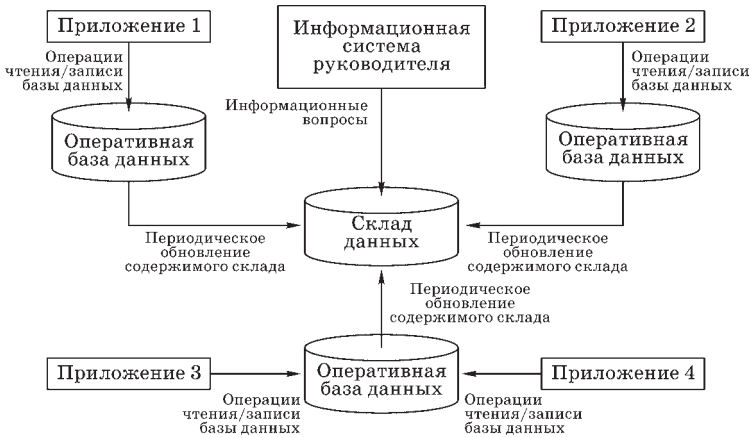 Приложение 1
Информационная
система
руководителя
Приложение 2
Операции
чтения/записи
базы данных
Информационные
вопросы
Операции
чтения/записи
базы данных
Оперативная
база данных
Оперативная
база данных
Склад
данных
Периодическое
обновление
содержимого склада
Периодическое
обновление
содержимого склада
Периодическое
обновление
содержимого склада
Приложение 3
Оперативная
база данных
Приложение 4
Операции
чтения/записи
базы данных
Операции
чтения/записи
базы данных